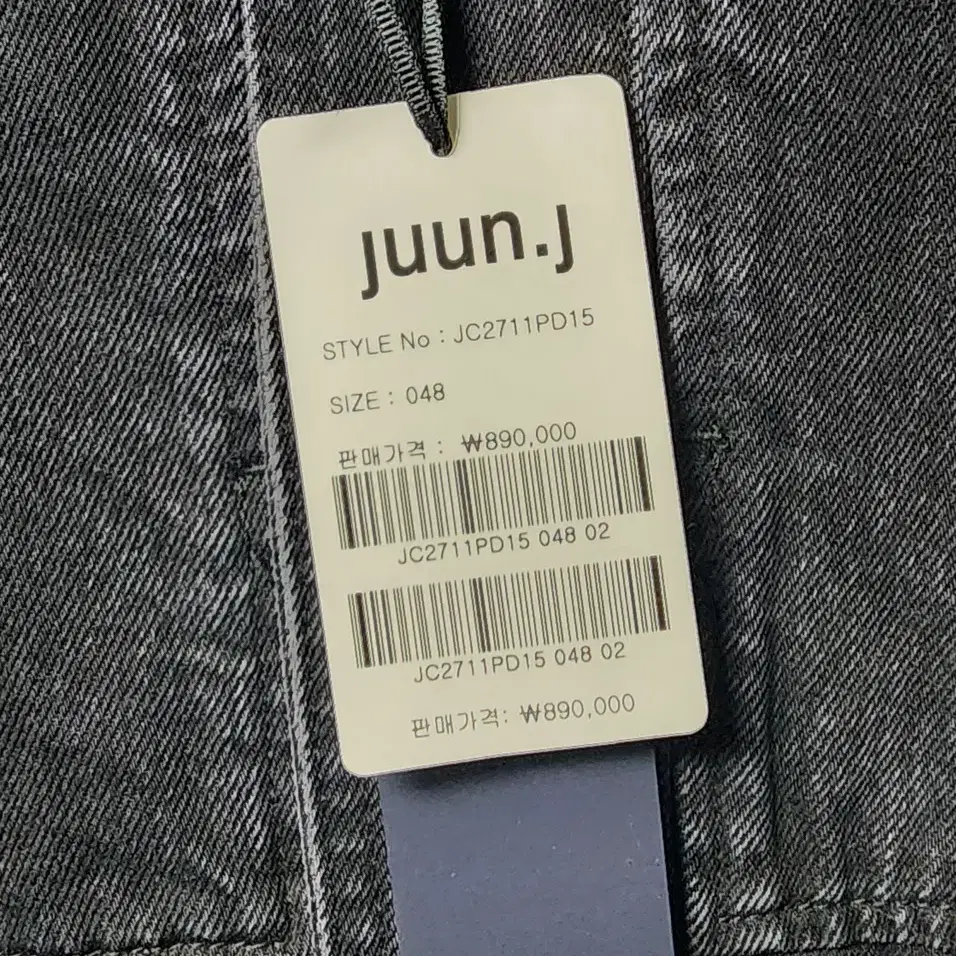 juun.j
STYLE No : JC2711PD15
SIZE : 048
판매가격 : ₩890,000
JC2711PD15 048 02
JC2711PD15 048 02
판매가격: ₩890,000